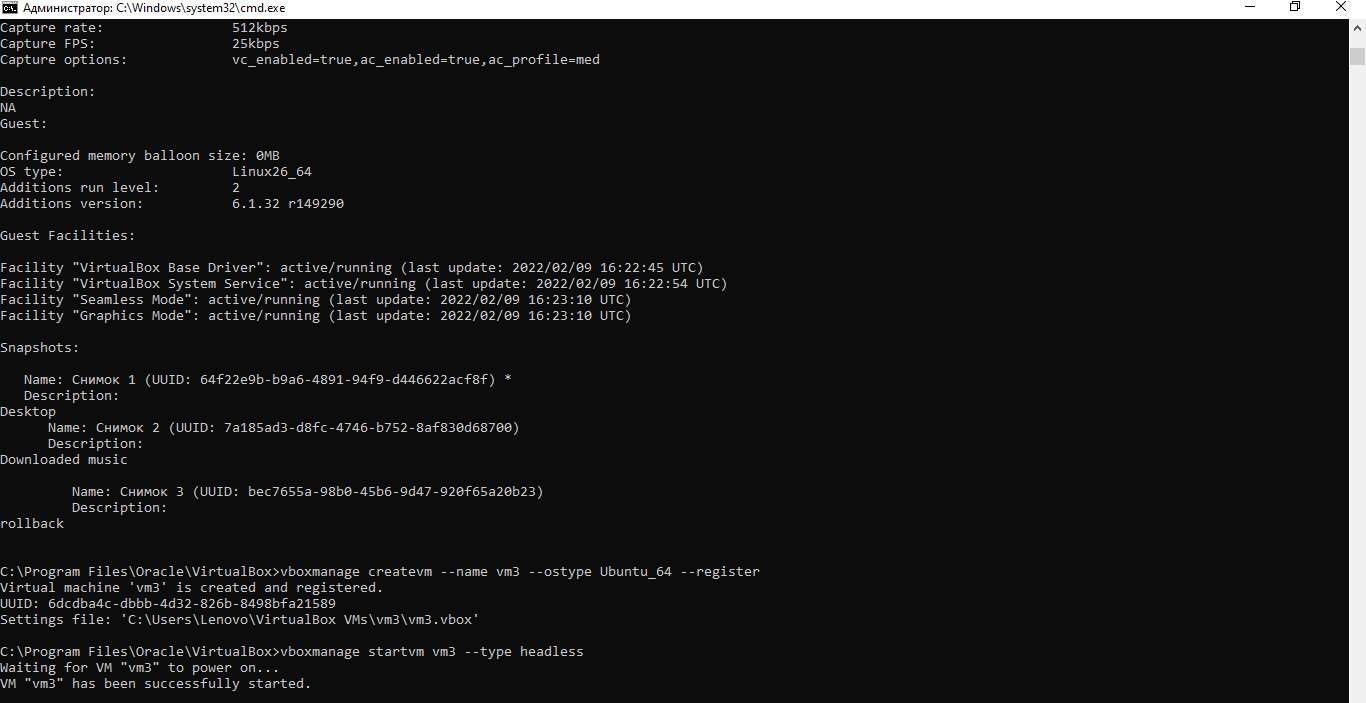 Администратор: C:\Windows\system32\cmd.exe
Capture rate: 512kbps
Capture FPS: 25kbps
Capture options: vc_enabled=true,ac_enabled=true,ac_profile=med
Description:
NA
Guest:
Configured memory balloon size: 0MB
OS type: Linux26_64
Additions run level: 2
Additions version: 6.1.32 r149290
Guest Facilities:
Facility "VirtualBox Base Driver": active/running (last update: 2022/02/09 16:22:45 UTC)
Facility "VirtualBox System Service": active/running (last update: 2022/02/09 16:22:54 UTC)
Facility "Seamless Mode": active/running (last update: 2022/02/09 16:23:10 UTC)
Facility "Graphics Mode": active/running (last update: 2022/02/09 16:23:10 UTC)
Snapshots:
Name: Снимок 1 (UUID: 64f22e9b-b9a6-4891-94f9-d446622acf8f) *
Description:
Desktop
Name: Снимок 2 (UUID: 7a185ad3-d8fc-4746-b752-8af830d68700)
Description:
Downloaded music
Name: Снимок 3 (UUID: bec7655a-98b0-45b6-9d47-920f65a20b23)
Description:
rollback
C:\Program Files\Oracle\VirtualBox>vboxmanage createvm --name vm3 --ostype Ubuntu_64 --register
Virtual machine 'vm3' is created and registered.
UUID: 6dcdba4c-dbbb-4d32-826b-8498bfa21589
Settings file: 'C:\Users\Lenovo\VirtualBox VMs\vm3\vm3.vbox'
C:\Program Files\Oracle\VirtualBox>vboxmanage startvm vm3 --type headless
Waiting for VM "vm3" to power on...
VM "vm3" has been successfully started.